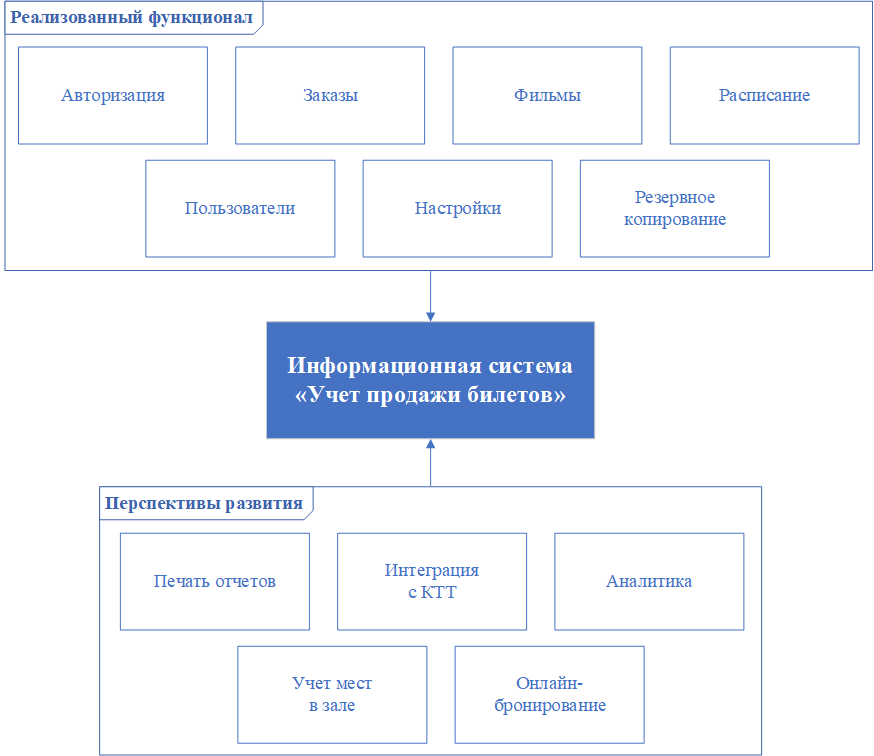 Реализованный функционал
Авторизация
Заказы
Фильмы
Расписание
Пользователи
Настройки
Резервное
копирование
Информационная система
«Учет продажи билетов»
Перспективы развития
Печать отчетов
Интеграция
с КТТ
Аналитика
Учет мест
в зале
Онлайн-
бронирование